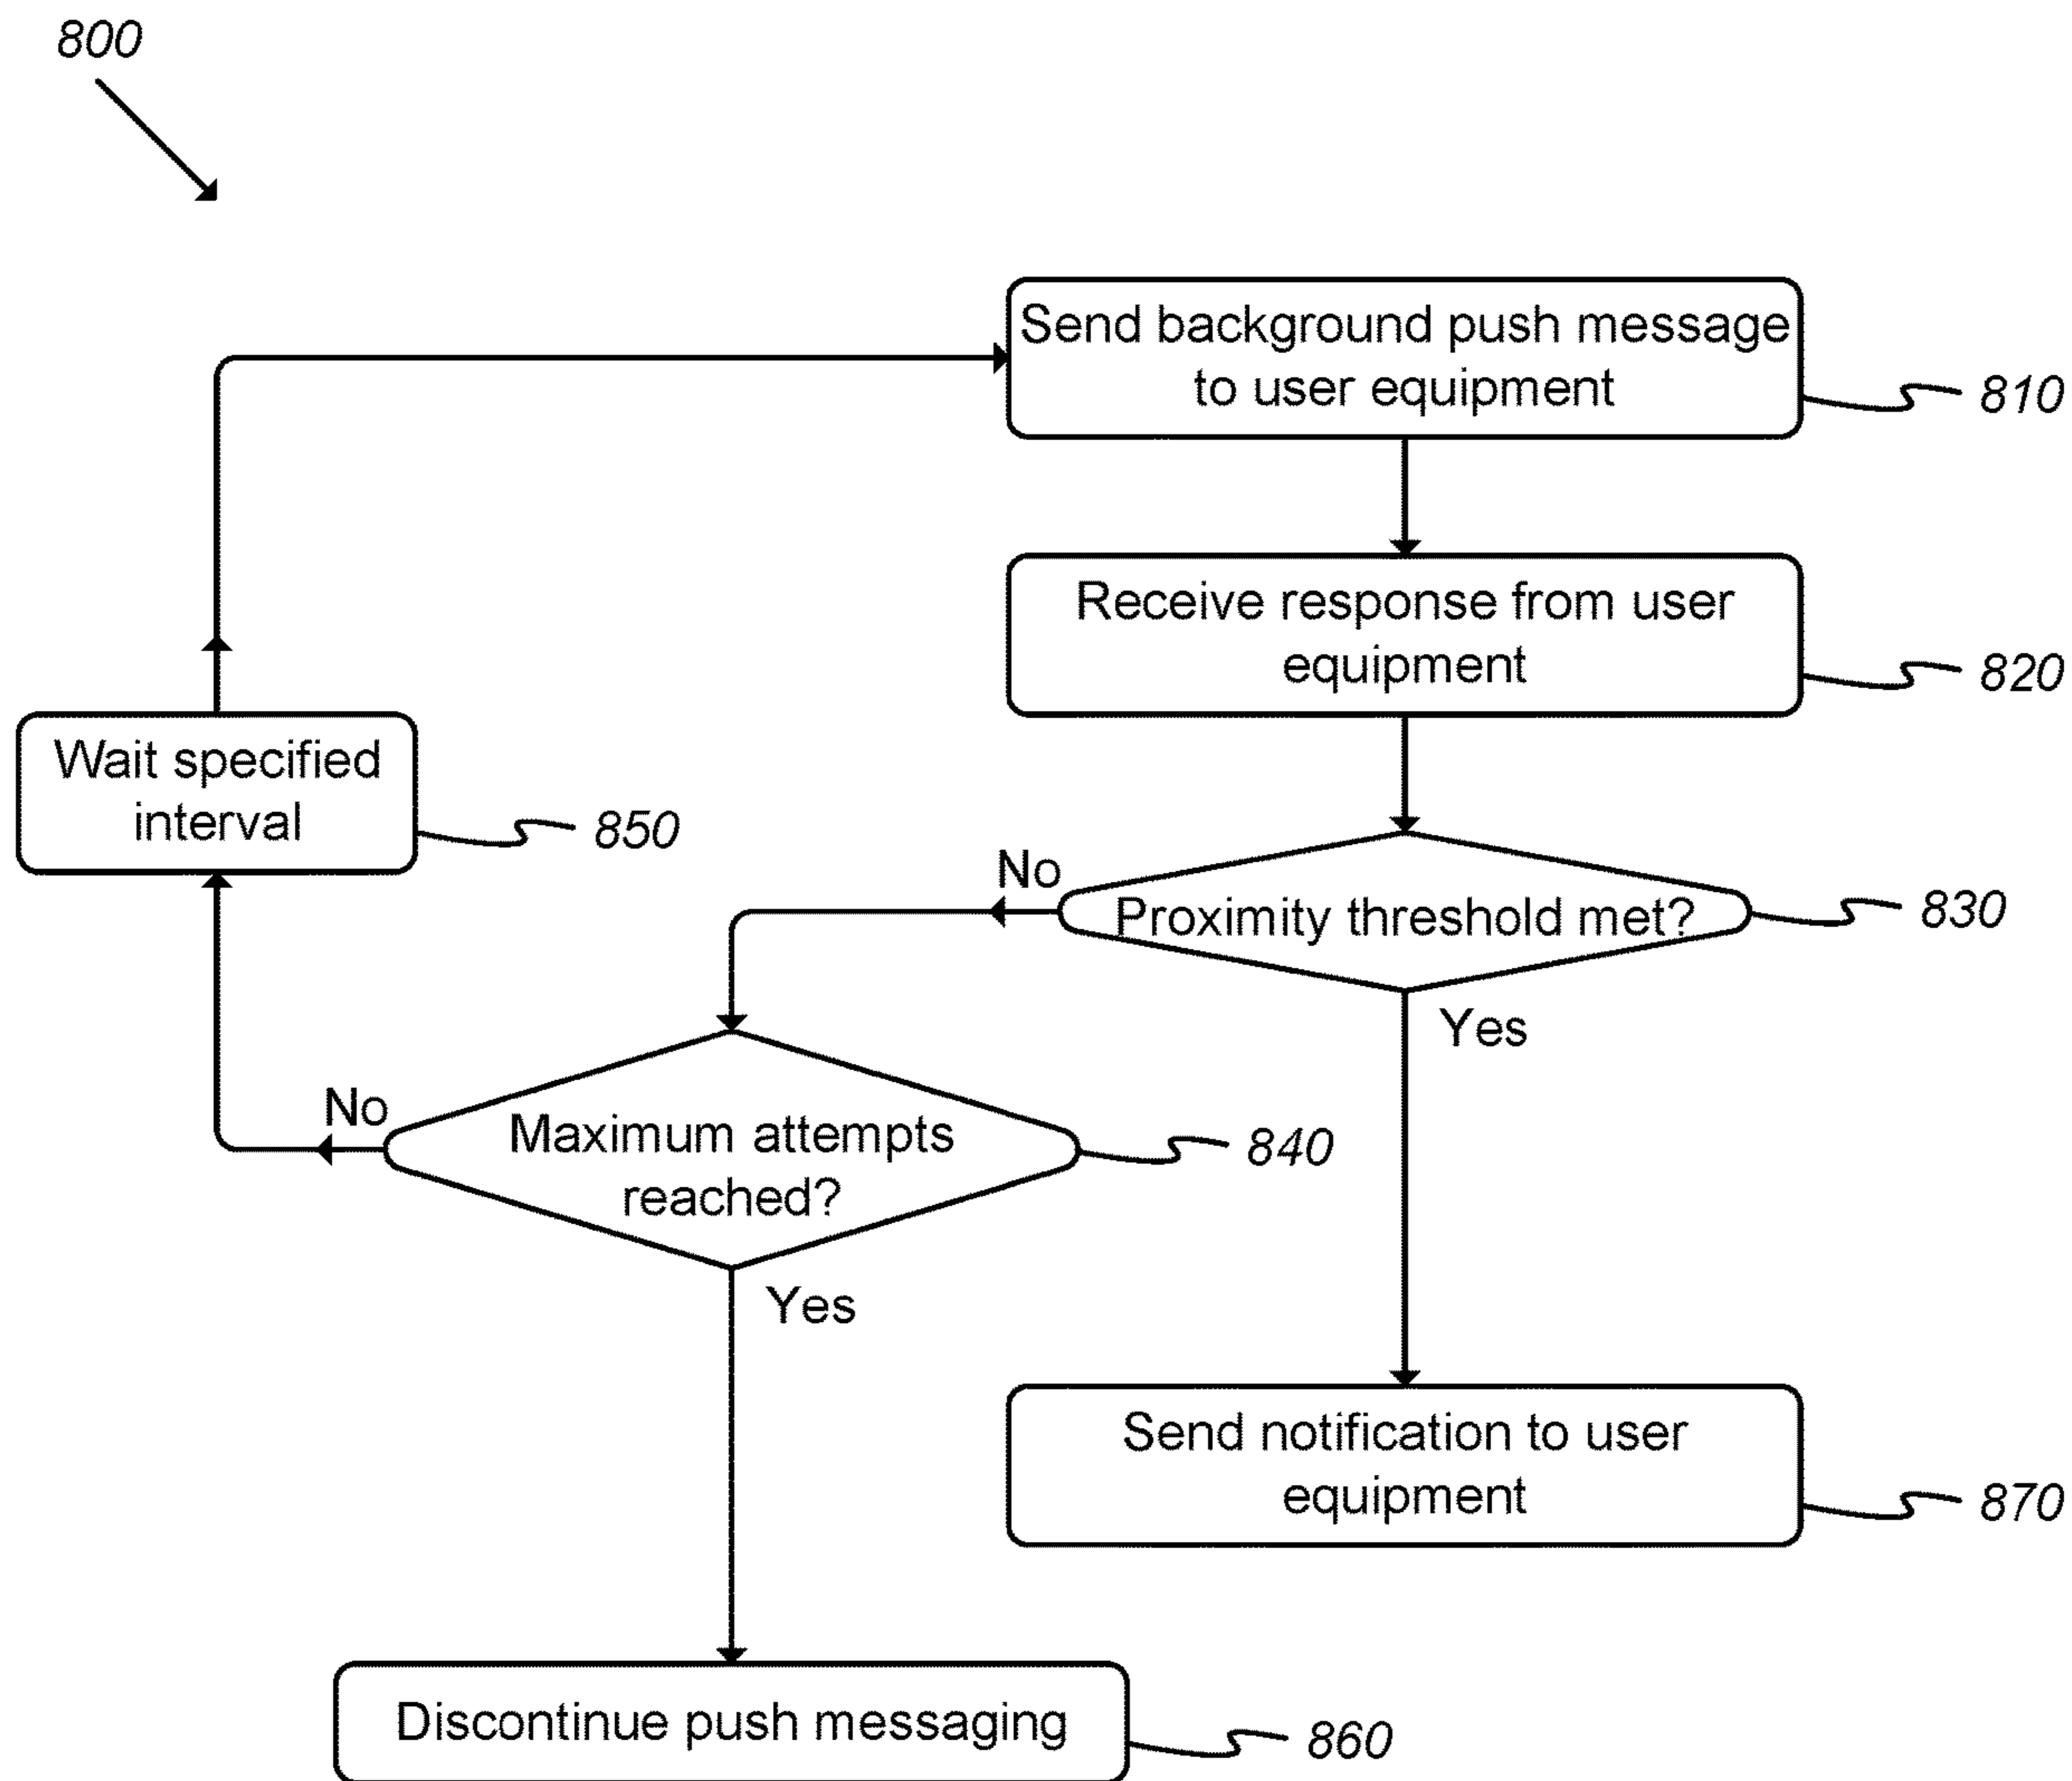 800
Send background push message
to user equipment
810
Receive response from user
equipment
820
Wait specified
interval
850
No
Proximity threshold met?
830
Yes
No
Maximum attempts
reached?
840
Yes
Send notification to user
equipment
870
Discontinue push messaging
860